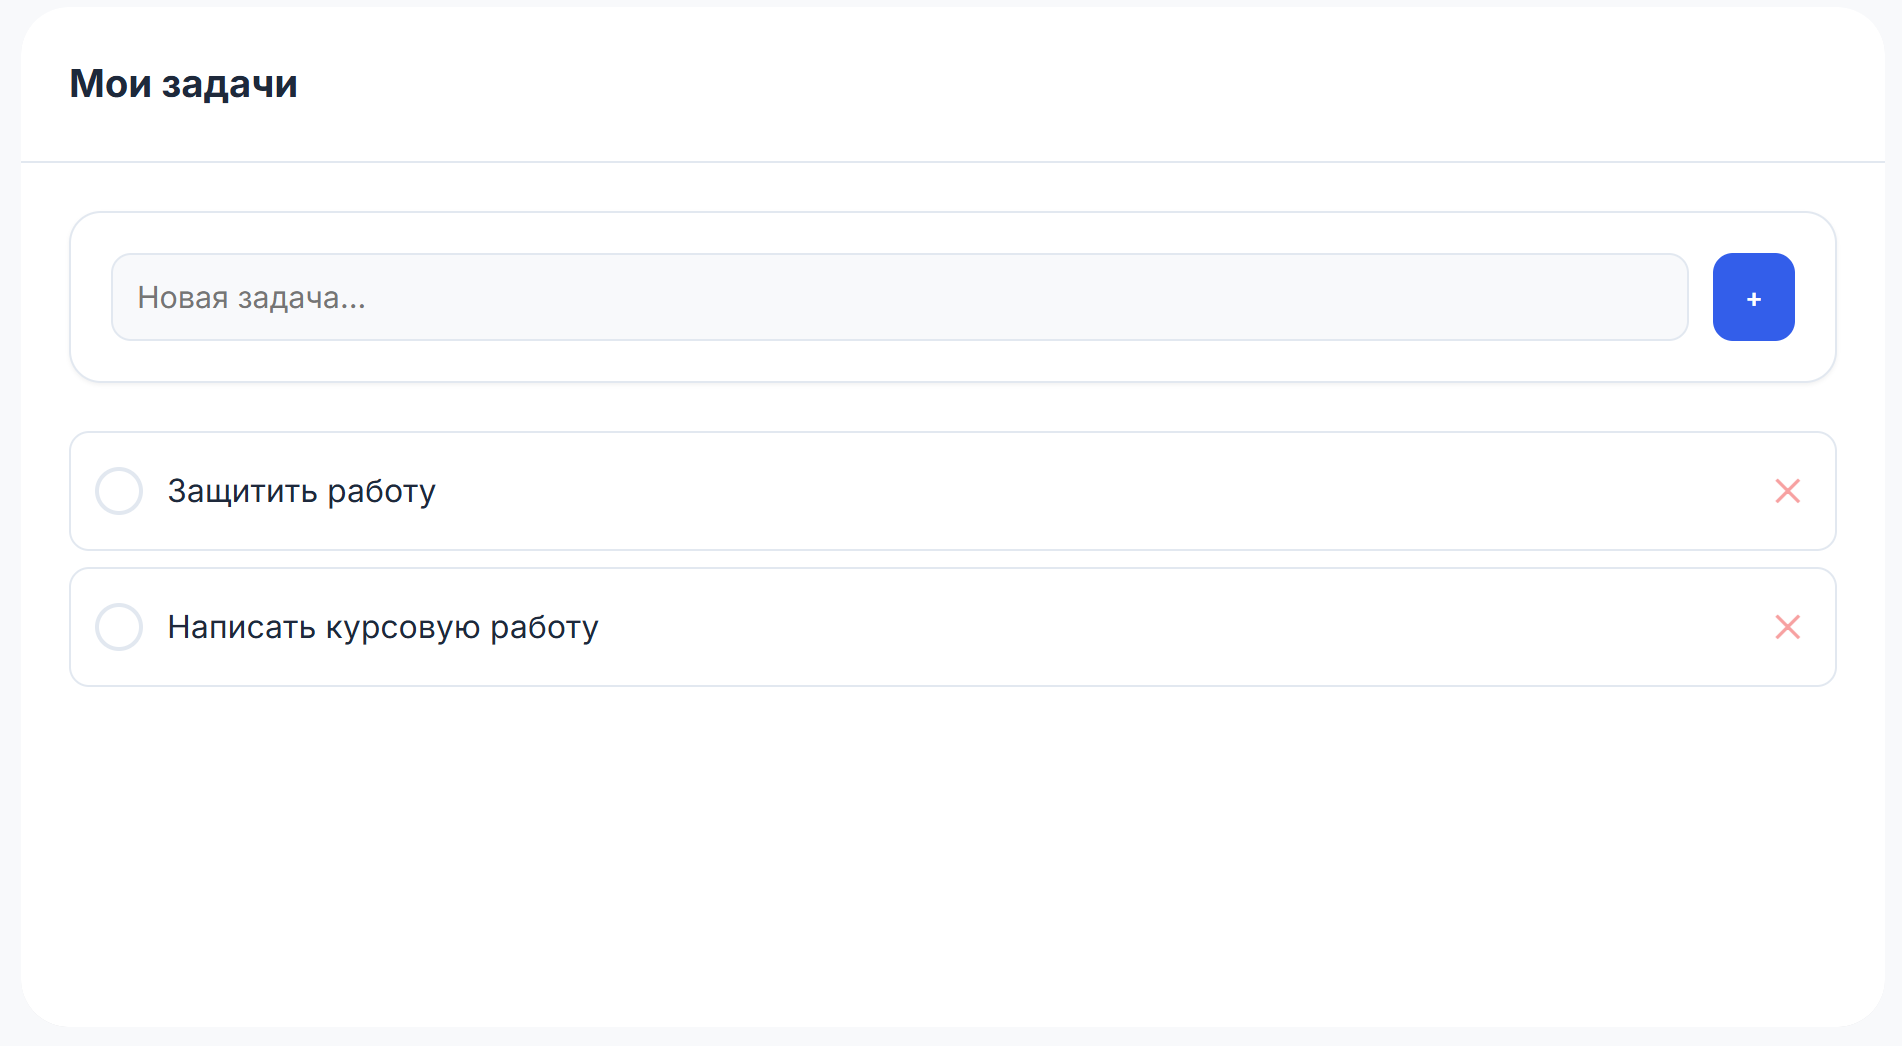 Мои задачи
Новая задача...
+
Защитить работу
Написать курсовую работу